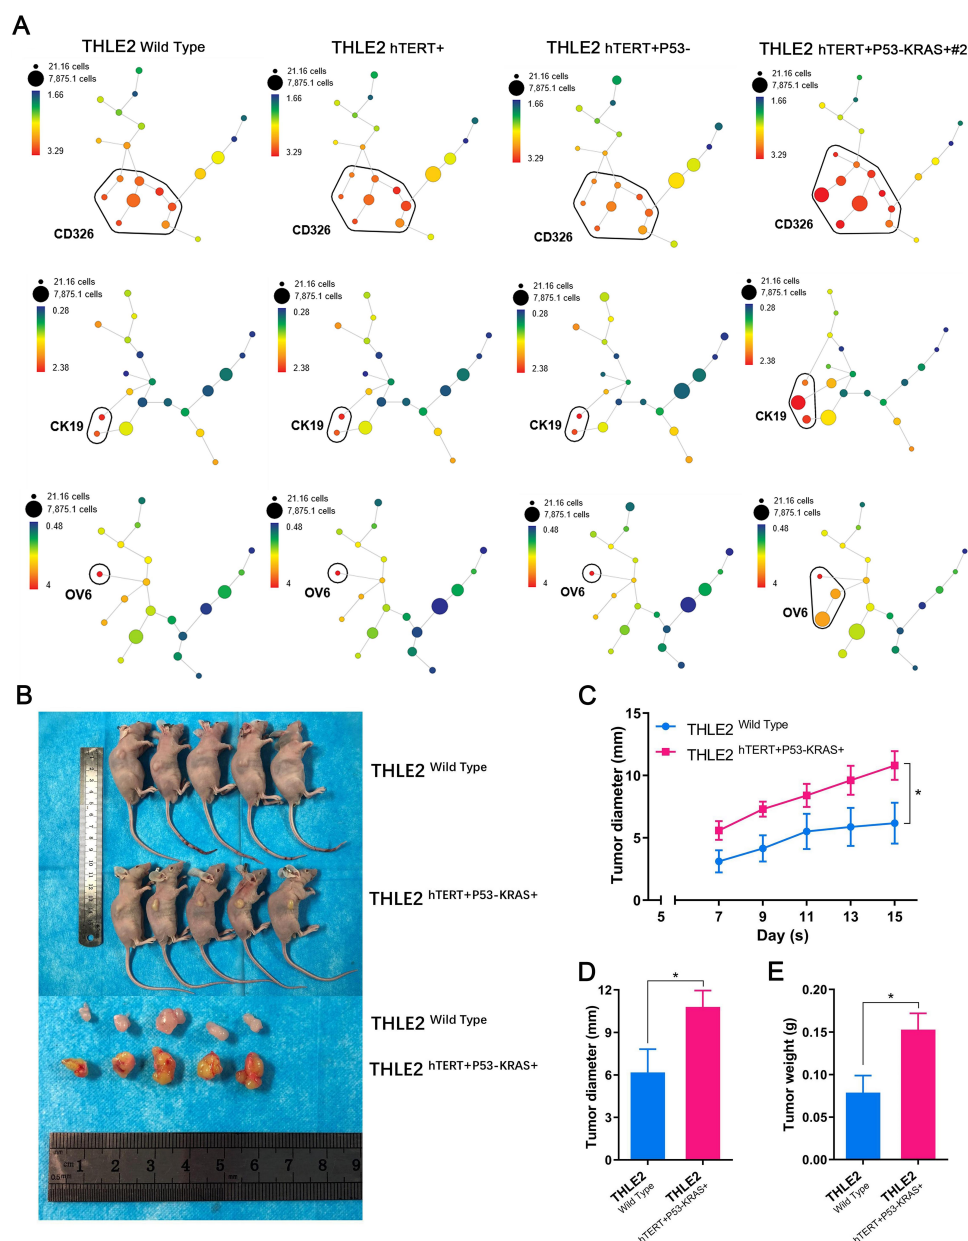 A
THLE2 Wild Type
THLE2 hTERT+
THLE2 hTERT+P53-
THLE2 hTERT+P53-KRAS+#2
21.16 cells
7,875.1 cells
1.66
3.29
CD326
21.16 cells
7,875.1 cells
1.66
3.29
CD326
21.16 cells
7,875.1 cells
1.66
3.29
CD326
21.16 cells
7,875.1 cells
1.66
3.29
CD326
21.16 cells
7,875.1 cells
0.28
2.38
CK19
21.16 cells
7,875.1 cells
0.28
2.38
CK19
21.16 cells
7,875.1 cells
0.28
2.38
CK19
21.16 cells
7,875.1 cells
0.28
2.38
CK19
21.16 cells
7,875.1 cells
0.48
4
OV6
21.16 cells
7,875.1 cells
0.48
4
OV6
21.16 cells
7,875.1 cells
0.48
4
OV6
21.16 cells
7,875.1 cells
0.48
4
OV6
B
THLE2 Wild Type
THLE2 hTERT+P53-KRAS+
THLE2 Wild Type
THLE2 hTERT+P53-KRAS+
mm
cm 1 2 3 4 5 6 7 8 9
0.5mm
C
Tumor diameter (mm)
15
10
5
0
THLE2 Wild Type
THLE2 hTERT+P53-KRAS+
*
5 7 9 11 13 15
Day (s)
D
Tumor diameter (mm)
12
9
6
3
0
*
THLE2
Wild Type
THLE2
hTERT+P53-KRAS+
E
Tumor weight (g)
0.20
0.15
0.10
0.05
0.00
*
THLE2
Wild Type
THLE2
hTERT+P53-KRAS+